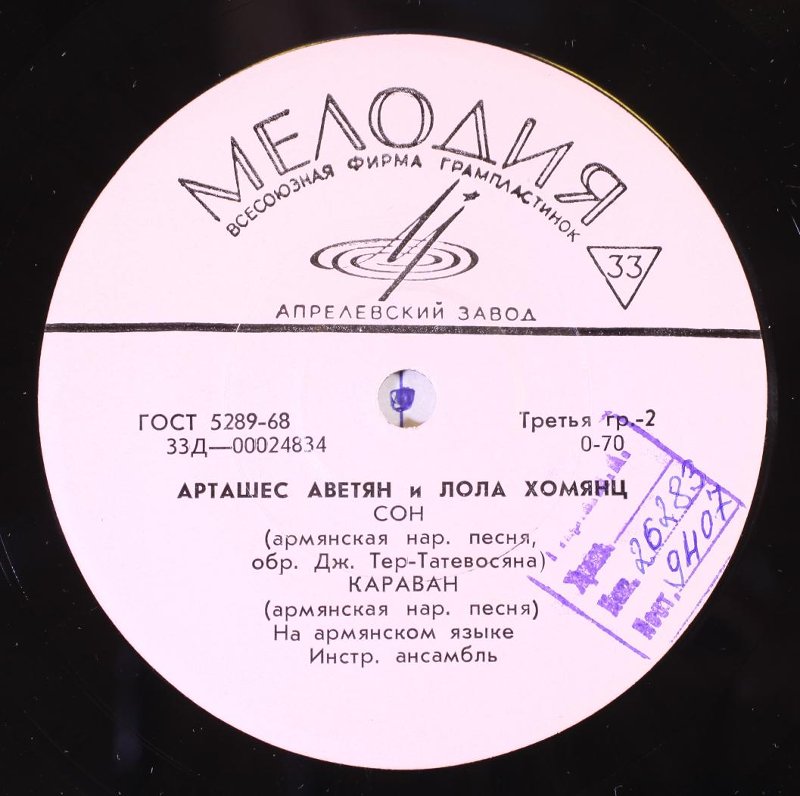 МЕЛОДИЯ
ВСЕСОЮЗНАЯ ФИРМА ГРАМПЛАСТИНОК
33
АПРЕЛЕВСКИЙ ЗАВОД
ГОСТ 5289-68
33Д—00024834
Третья гр.-2
0-70
АРТАШЕС АВЕТЯН и ЛОЛА ХОМЯНЦ
СОН
(армянская нар. песня,
обр. Дж. Тер-Татевосяна)
КАРАВАН
(армянская нар. песня)
На армянском языке
Инстр. ансамбль
26283
9407